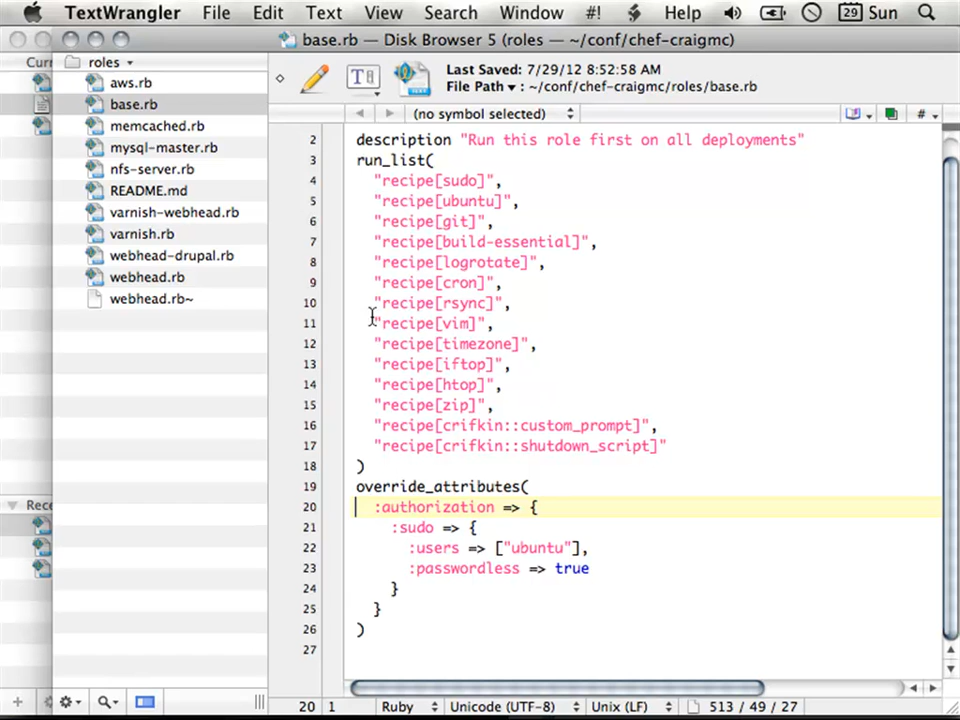 TextWrangler File Edit Text View Search Window #! Help 29 Sun
base.rb — Disk Browser 5 (roles — ~/conf/chef-craigmc)
Curr
roles
aws.rb
base.rb
memcached.rb
mysql-master.rb
nfs-server.rb
README.md
varnish-webhead.rb
varnish.rb
webhead-drupal.rb
webhead.rb
webhead.rb~
Rece
Last Saved: 7/29/12 8:52:58 AM
File Path ▾ : ~/conf/chef-craigmc/roles/base.rb
(no symbol selected)
#
2 description "Run this role first on all deployments"
3 run_list(
4 "recipe[sudo]",
5 "recipe[ubuntu]",
6 "recipe[git]",
7 "recipe[build-essential]",
8 "recipe[logrotate]",
9 "recipe[cron]",
10 "recipe[rsync]",
11 "recipe[vim]",
12 "recipe[timezone]",
13 "recipe[iftop]",
14 "recipe[htop]",
15 "recipe[zip]",
16 "recipe[crifkin::custom_prompt]",
17 "recipe[crifkin::shutdown_script]"
18 )
19 override_attributes(
20 :authorization => {
21 :sudo => {
22 :users => ["ubuntu"],
23 :passwordless => true
24 }
25 }
26 )
27
20 1 Ruby Unicode (UTF-8) Unix (LF) 513 / 49 / 27